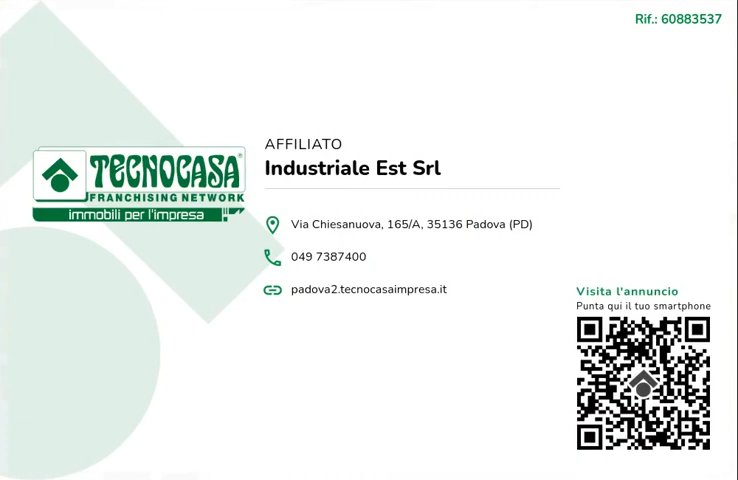 Rif.: 60883537
AFFILIATO
Industriale Est Srl
TECNOCASA®
FRANCHISING NETWORK
immobili per l'impresa
Via Chiesanuova, 165/A, 35136 Padova (PD)
049 7387400
padova2.tecnocasaimpresa.it
Visita l'annuncio
Punta qui il tuo smartphone